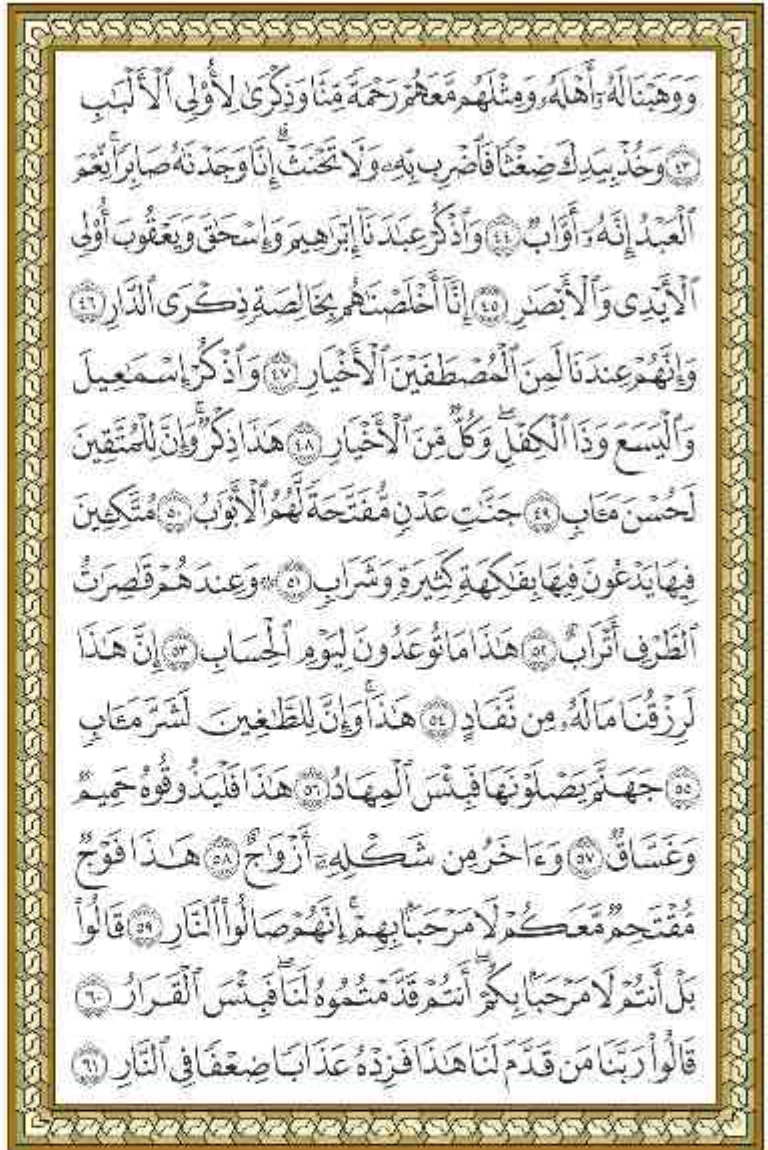 وَوَهَبْنَا لَهُۥٓ أَهْلَهُۥ وَمِثْلَهُم مَّعَهُمْ رَحْمَةً مِّنَّا وَذِكْرَىٰ لِأُو۟لِى ٱلْأَلْبَـٰبِ
٤٣ وَخُذْ بِيَدِكَ ضِغْثًا فَٱضْرِب بِّهِۦ وَلَا تَحْنَثْ ۗ إِنَّا وَجَدْنَـٰهُ صَابِرًا ۚ نِّعْمَ
ٱلْعَبْدُ ۖ إِنَّهُۥٓ أَوَّابٌ ٤٤ وَٱذْكُرْ عِبَـٰدَنَآ إِبْرَٰهِيمَ وَإِسْحَـٰقَ وَيَعْقُوبَ أُو۟لِى
ٱلْأَيْدِى وَٱلْأَبْصَـٰرِ ٤٥ إِنَّآ أَخْلَصْنَـٰهُم بِخَالِصَةٍ ذِكْرَى ٱلدَّارِ ٤٦
وَإِنَّهُمْ عِندَنَا لَمِنَ ٱلْمُصْطَفَيْنَ ٱلْأَخْيَارِ ٤٧ وَٱذْكُرْ إِسْمَـٰعِيلَ
وَٱلْيَسَعَ وَذَا ٱلْكِفْلِ ۖ وَكُلٌّ مِّنَ ٱلْأَخْيَارِ ٤٨ هَـٰذَا ذِكْرٌ ۚ وَإِنَّ لِلْمُتَّقِينَ
لَحُسْنَ مَـَٔابٍ ٤٩ جَنَّـٰتِ عَدْنٍ مُّفَتَّحَةً لَّهُمُ ٱلْأَبْوَٰبُ ٥٠ مُتَّكِـِٔينَ
فِيهَا يَدْعُونَ فِيهَا بِفَـٰكِهَةٍ كَثِيرَةٍ وَشَرَابٍ ٥١ ۞ وَعِندَهُمْ قَـٰصِرَٰتُ
ٱلطَّرْفِ أَتْرَابٌ ٥٢ هَـٰذَا مَا تُوعَدُونَ لِيَوْمِ ٱلْحِسَابِ ٥٣ إِنَّ هَـٰذَا
لَرِزْقُنَا مَا لَهُۥ مِن نَّفَادٍ ٥٤ هَـٰذَا ۚ وَإِنَّ لِلطَّـٰغِينَ لَشَرَّ مَـَٔابٍ
٥٥ جَهَنَّمَ يَصْلَوْنَهَا فَبِئْسَ ٱلْمِهَادُ ٥٦ هَـٰذَا فَلْيَذُوقُوهُ حَمِيمٌ
وَغَسَّاقٌ ٥٧ وَءَاخَرُ مِن شَكْلِهِۦٓ أَزْوَٰجٌ ٥٨ هَـٰذَا فَوْجٌ
مُّقْتَحِمٌ مَّعَكُمْ ۖ لَا مَرْحَبًۢا بِهِمْ ۚ إِنَّهُمْ صَالُوا۟ ٱلنَّارِ ٥٩ قَالُوا۟
بَلْ أَنتُمْ لَا مَرْحَبًۢا بِكُمْ ۖ أَنتُمْ قَدَّمْتُمُوهُ لَنَا ۖ فَبِئْسَ ٱلْقَرَارُ ٦٠
قَالُوا۟ رَبَّنَا مَن قَدَّمَ لَنَا هَـٰذَا فَزِدْهُ عَذَابًا ضِعْفًا فِى ٱلنَّارِ ٦١